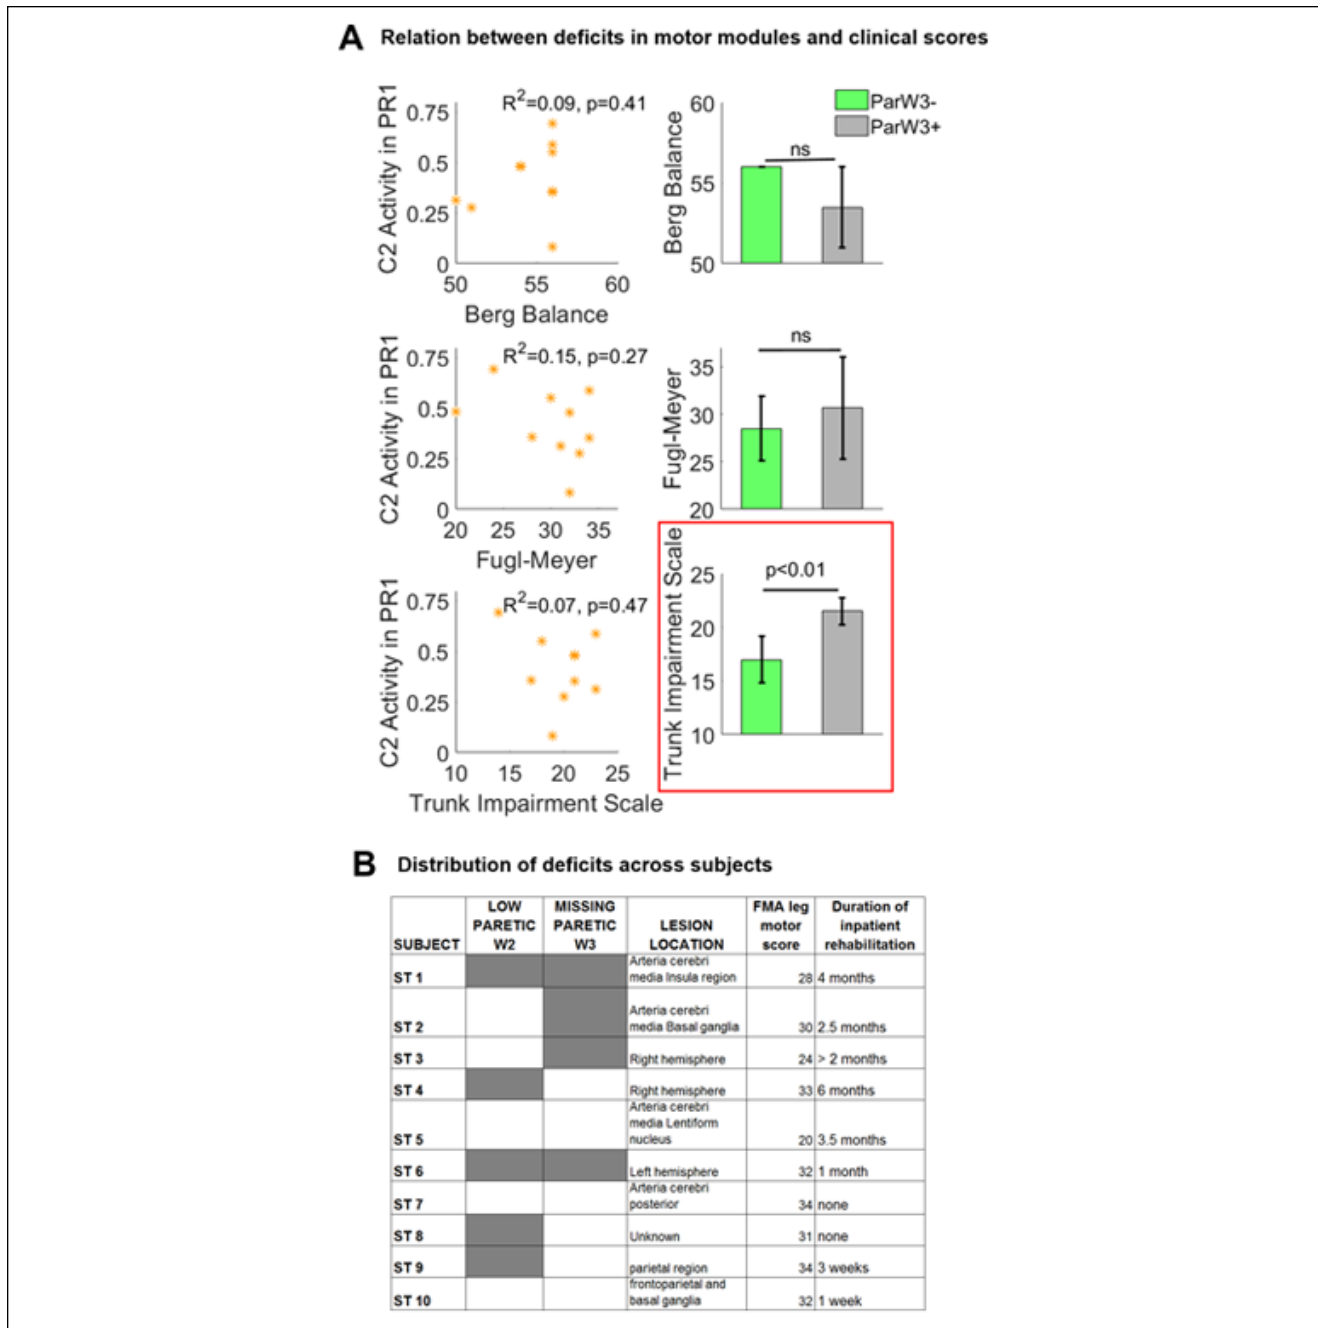 A Relation between deficits in motor modules and clinical scores
C2 Activity in PR1
0.75
0.5
0.25
0
R2=0.09, p=0.41
50 55 60
Berg Balance
Berg Balance
60
55
50
ns
ParW3-
ParW3+
C2 Activity in PR1
0.75
0.5
0.25
0
R2=0.15, p=0.27
20 25 30 35
Fugl-Meyer
Fugl-Meyer
35
30
25
20
ns
C2 Activity in PR1
0.75
0.5
0.25
0
R2=0.07, p=0.47
10 15 20 25
Trunk Impairment Scale
Trunk Impairment Scale
25
20
15
10
p<0.01
B Distribution of deficits across subjects
SUBJECT
LOW
PARETIC
W2
MISSING
PARETIC
W3
LESION
LOCATION
FMA leg
motor
score
Duration of
inpatient
rehabilitation
ST 1
Arteria cerebri
media Insula region
28 4 months
ST 2
Arteria cerebri
media Basal ganglia
30 2.5 months
ST 3 Right hemisphere 24 > 2 months
ST 4 Right hemisphere 33 6 months
ST 5
Arteria cerebri
media Lentiform
nucleus
20 3.5 months
ST 6 Left hemisphere 32 1 month
ST 7
Arteria cerebri
posterior
34 none
ST 8 Unknown 31 none
ST 9 parietal region 34 3 weeks
ST 10
frontoparietal and
basal ganglia
32 1 week